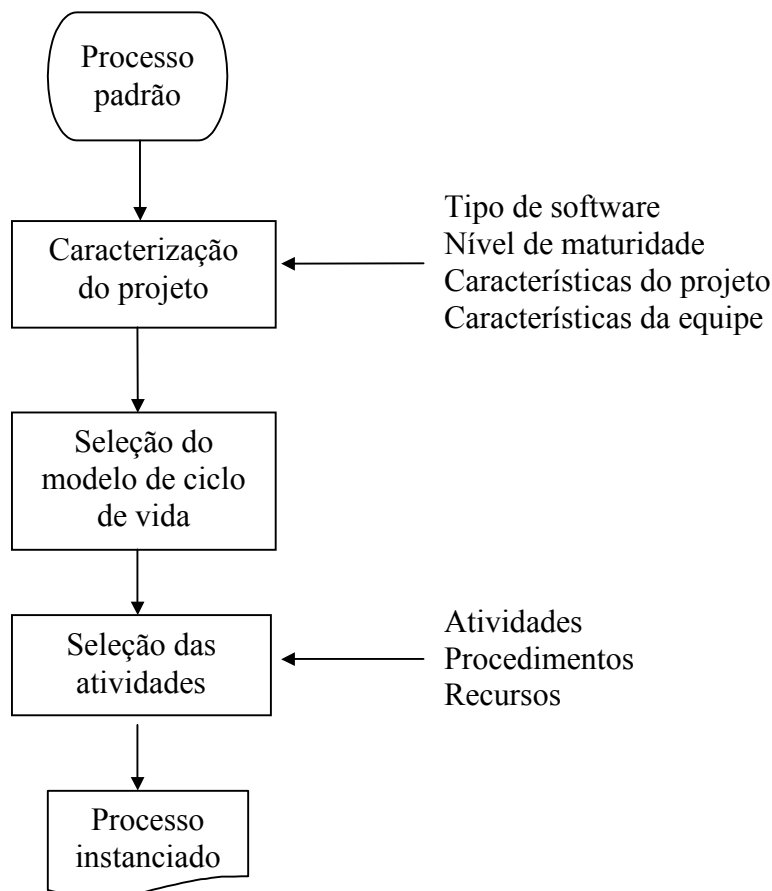 Processo
padrão
Caracterização
do projeto
Tipo de software
Nível de maturidade
Características do projeto
Características da equipe
Seleção do
modelo de ciclo
de vida
Seleção das
atividades
Atividades
Procedimentos
Recursos
Processo
instanciado